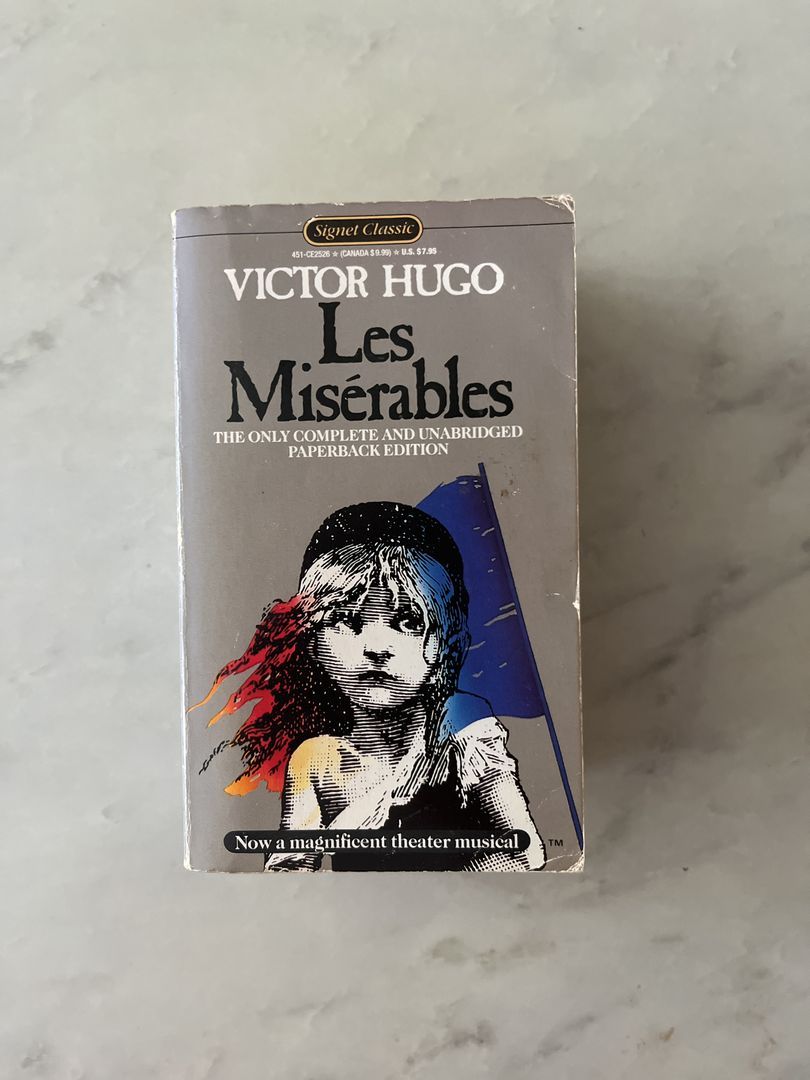 Signet Classic
451-CE2526 ☆ (CANADA $9.99) ☆ U.S. $7.95
VICTOR HUGO
Les
Misérables
THE ONLY COMPLETE AND UNABRIDGED
PAPERBACK EDITION
Now a magnificent theater musical
TM